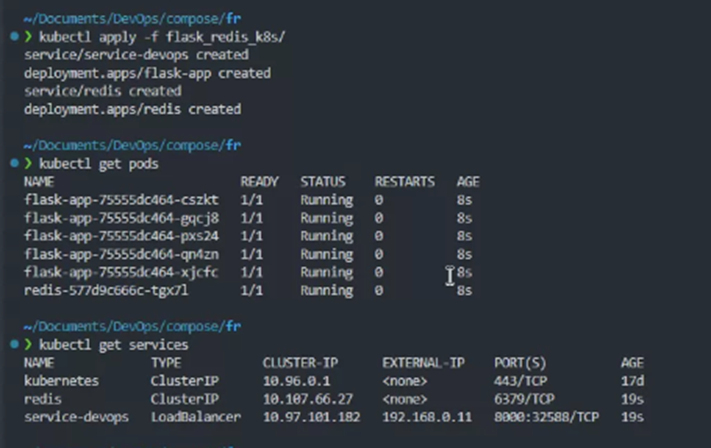 ~/Documents/DevOps/compose/fr
❯ kubectl apply -f flask_redis_k8s/
service/service-devops created
deployment.apps/flask-app created
service/redis created
deployment.apps/redis created
~/Documents/DevOps/compose/fr
❯ kubectl get pods
NAME READY STATUS RESTARTS AGE
flask-app-75555dc464-cszkt 1/1 Running 0 8s
flask-app-75555dc464-gqcj8 1/1 Running 0 8s
flask-app-75555dc464-pxs24 1/1 Running 0 8s
flask-app-75555dc464-qn4zn 1/1 Running 0 8s
flask-app-75555dc464-xjcfc 1/1 Running 0 8s
redis-577d9c666c-tgx7l 1/1 Running 0 8s
~/Documents/DevOps/compose/fr
❯ kubectl get services
NAME TYPE CLUSTER-IP EXTERNAL-IP PORT(S) AGE
kubernetes ClusterIP 10.96.0.1 <none> 443/TCP 17d
redis ClusterIP 10.107.66.27 <none> 6379/TCP 19s
service-devops LoadBalancer 10.97.101.182 192.168.0.11 8000:32588/TCP 19s